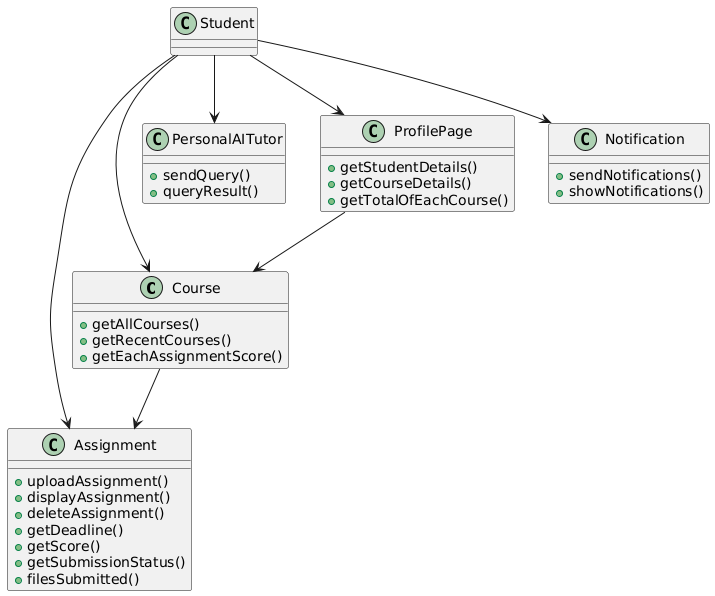 C Student
C PersonalAITutor
sendQuery()
queryResult()
C ProfilePage
getStudentDetails()
getCourseDetails()
getTotalOfEachCourse()
C Notification
sendNotifications()
showNotifications()
C Course
getAllCourses()
getRecentCourses()
getEachAssignmentScore()
C Assignment
uploadAssignment()
displayAssignment()
deleteAssignment()
getDeadline()
getScore()
getSubmissionStatus()
filesSubmitted()